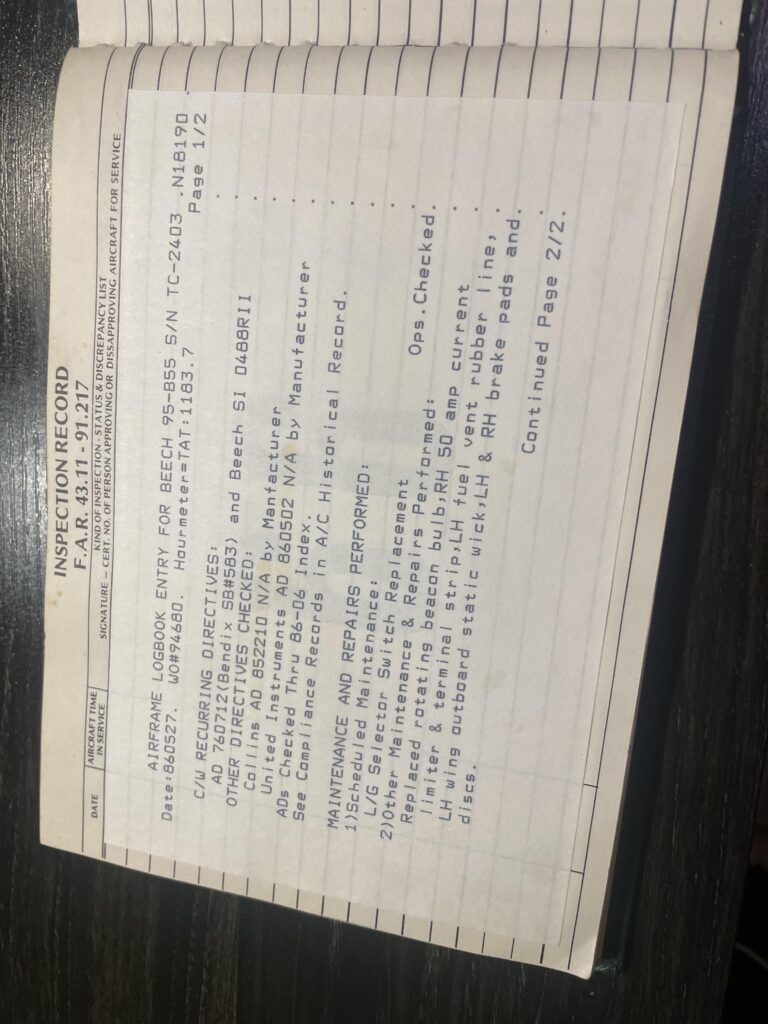 INSPECTION RECORD
F.A.R. 43.11 - 91.217
DATE
AIRCRAFT TIME
IN SERVICE
KIND OF INSPECTION - STATUS & DISCREPANCY LIST
SIGNATURE – CERT. NO. OF PERSON APPROVING OR DISSAPPROVING AIRCRAFT FOR SERVICE
AIRFRAME LOGBOOK ENTRY FOR BEECH 95-B55 S/N TC-2403 .N18190
Date:860527. WO#94680. Hourmeter=TAT:1183.7 Page 1/2
C/W RECURRING DIRECTIVES: .
AD 760712(Bendix SB#583) and Beech SI 0488RII .
OTHER DIRECTIVES CHECKED: .
Collins AD 852210 N/A by Manfacturer .
United Instruments AD 860502 N/A by Manufacturer .
ADs Checked Thru 86-06 Index. .
See Compliance Records in A/C Historical Record. .
MAINTENANCE AND REPAIRS PERFORMED: .
1)Scheduled Maintenance: .
L/G Selector Switch Replacement Ops.Checked.
2)Other Maintenance & Repairs Performed: .
Replaced rotating beacon bulb,RH 50 amp current .
limiter & terminal strip,LH fuel vent rubber line, .
LH wing outboard static wick,LH & RH brake pads and.
discs. .
Continued Page 2/2.